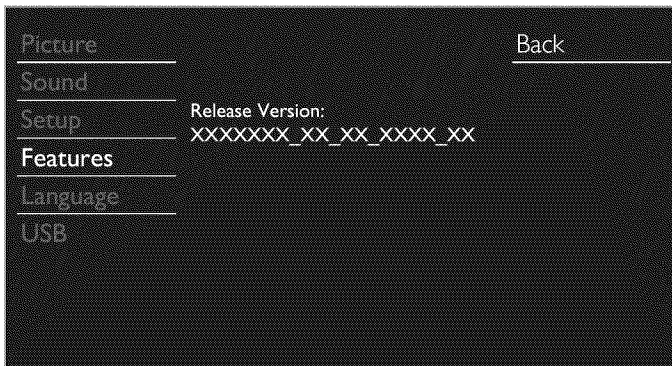 Picture
Back
Sound
Setup
Release Version:
XXXXXXX_XX_XX_XXXX_XX
Features
Language
USB